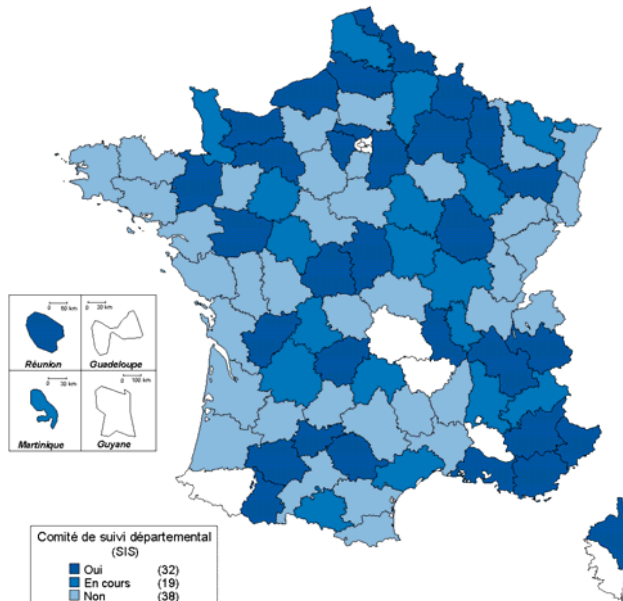 0 50 km
0 20 km
Réunion
Guadeloupe
0 30 km
0 100 km
Martinique
Guyane
Comité de suivi départemental
(SIS)
Oui (32)
En cours (19)
Non (38)